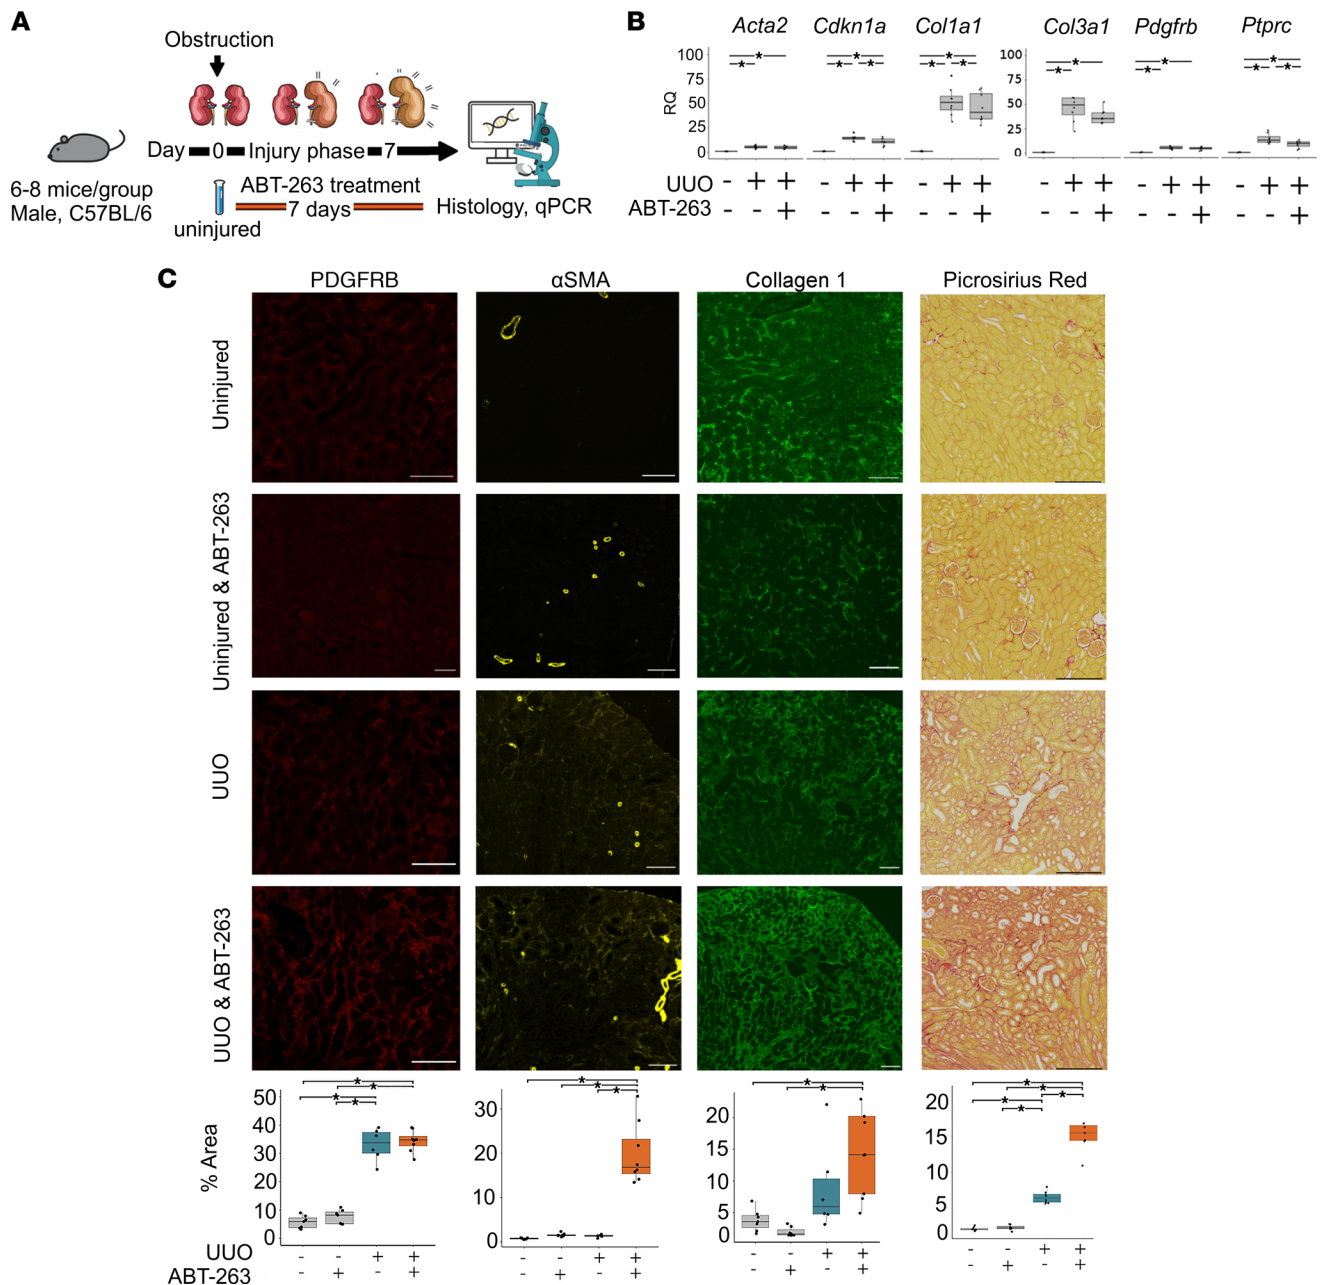 A
Obstruction
Day 0 Injury phase 7
6-8 mice/group
Male, C57BL/6
uninjured
ABT-263 treatment
7 days
Histology, qPCR
B
Acta2 Cdkn1a Col1a1 Col3a1 Pdgfrb Ptprc
* * * * * * * * * * * * * * *
RQ
100 100
75 75
50 50
25 25
0 0
UUO - + + - + + - + + - + + - + + - + +
ABT-263 - - + - - + - - + - - + - - + - - +
C
PDGFRB αSMA Collagen 1 Picrosirius Red
Uninjured
Uninjured & ABT-263
UUO
UUO & ABT-263
% Area
* * * *
50
40
30
20
10
0
* * *
30
20
10
0
* *
20
15
10
5
0
* * * * *
20
15
10
5
0
UUO - - + + - - + + - - + + - - + +
ABT-263 - + - + - + - + - + - + - + - +